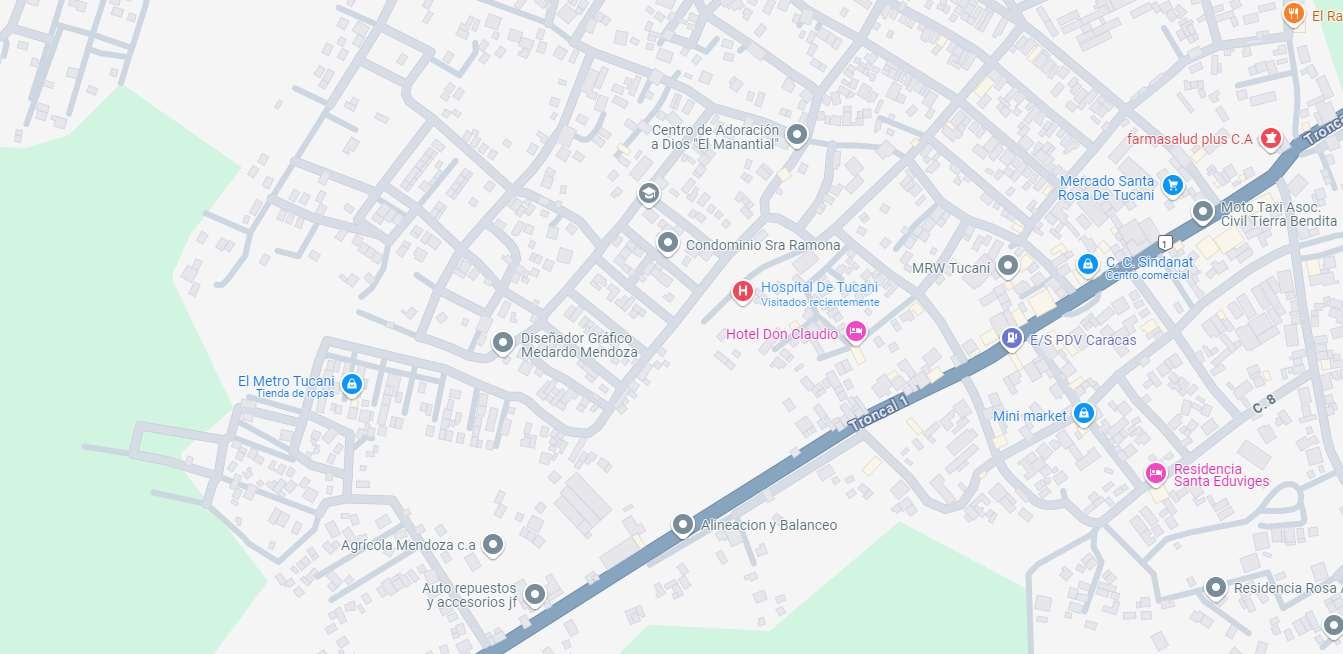 El Ra
Centro de Adoración
a Dios "El Manantial"
farmasalud plus C.A
Troncal
Mercado Santa
Rosa De Tucani
Moto Taxi Asoc.
Civil Tierra Bendita
1
Condominio Sra Ramona
MRW Tucaní
C. C. Sindanat
Centro comercial
H
Hospital De Tucani
Visitados recientemente
Hotel Don Claudio
E/S PDV Caracas
Diseñador Gráfico
Medardo Mendoza
El Metro Tucani
Tienda de ropas
Troncal 1
C. 8
Mini market
Residencia
Santa Eduviges
Alineacion y Balanceo
Agrícola Mendoza c.a
Auto repuestos
y accesorios jf
Residencia Rosa A